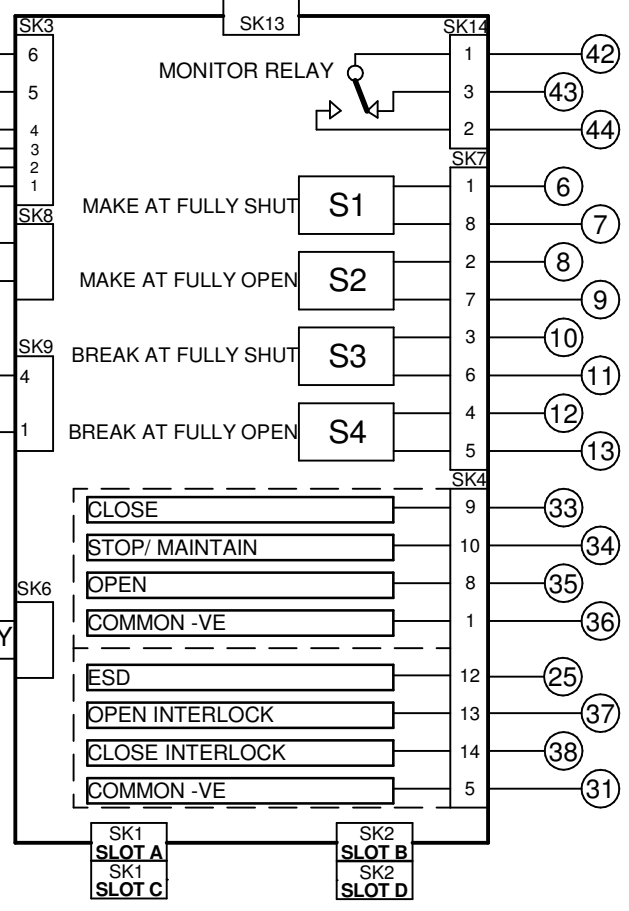 SK3
SK13
SK14
6
MONITOR RELAY
1
42
5
3
43
4
2
44
3
2
1
SK7
MAKE AT FULLY SHUT
S1
1
6
SK8
8
7
MAKE AT FULLY OPEN
S2
2
8
7
9
SK9
BREAK AT FULLY SHUT
S3
3
10
4
6
11
1
BREAK AT FULLY OPEN
S4
4
12
5
13
SK4
CLOSE
9
33
STOP/ MAINTAIN
10
34
SK6
OPEN
8
35
COMMON -VE
1
36
Y
ESD
12
25
OPEN INTERLOCK
13
37
CLOSE INTERLOCK
14
38
COMMON -VE
5
31
SK1
SLOT A
SK2
SLOT B
SK1
SLOT C
SK2
SLOT D